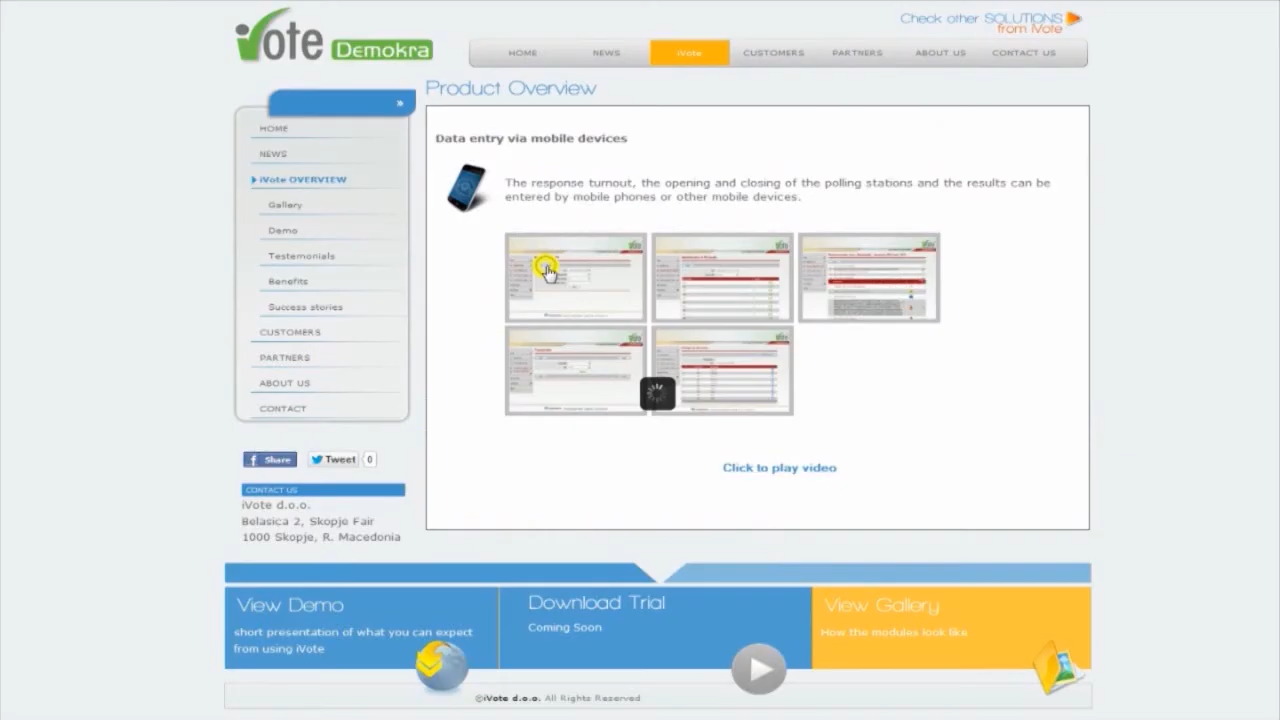 iVote Demokra
Check other SOLUTIONS
from iVote
HOME NEWS iVote CUSTOMERS PARTNERS ABOUT US CONTACT US
Product Overview
»
HOME
NEWS
iVote OVERVIEW
Gallery
Demo
Testemonials
Benefits
Success stories
CUSTOMERS
PARTNERS
ABOUT US
CONTACT
Data entry via mobile devices
The response turnout, the opening and closing of the polling stations and the results can be
entered by mobile phones or other mobile devices.
Click to play video
f Share Tweet 0
CONTACT US
iVote d.o.o.
Belasica 2, Skopje Fair
1000 Skopje, R. Macedonia
View Demo
short presentation of what you can expect
from using iVote
Download Trial
Coming Soon
View Gallery
How the modules look like
©iVote d.o.o. All Rights Reserved